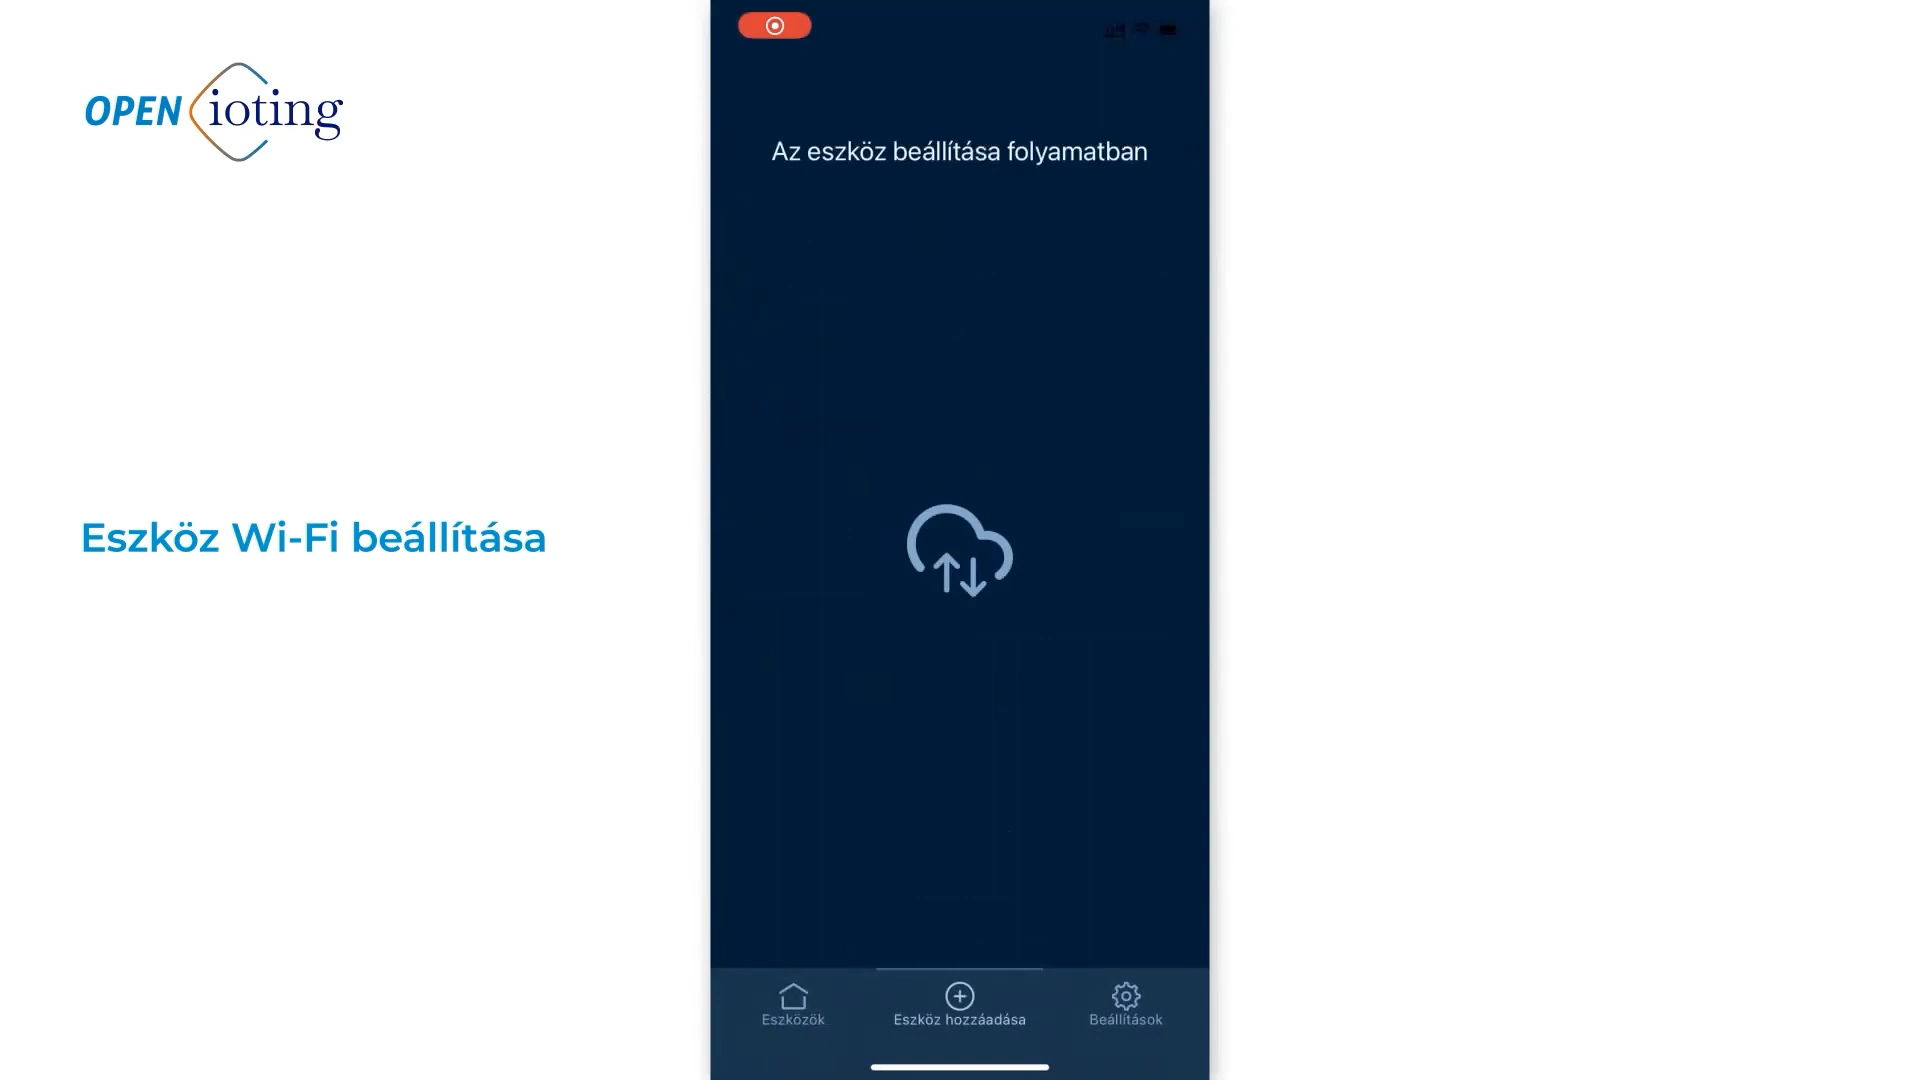 OPEN ioting
Az eszköz beállítása folyamatban
Eszköz Wi-Fi beállítása
Eszközök
Eszköz hozzáadása
Beállítások